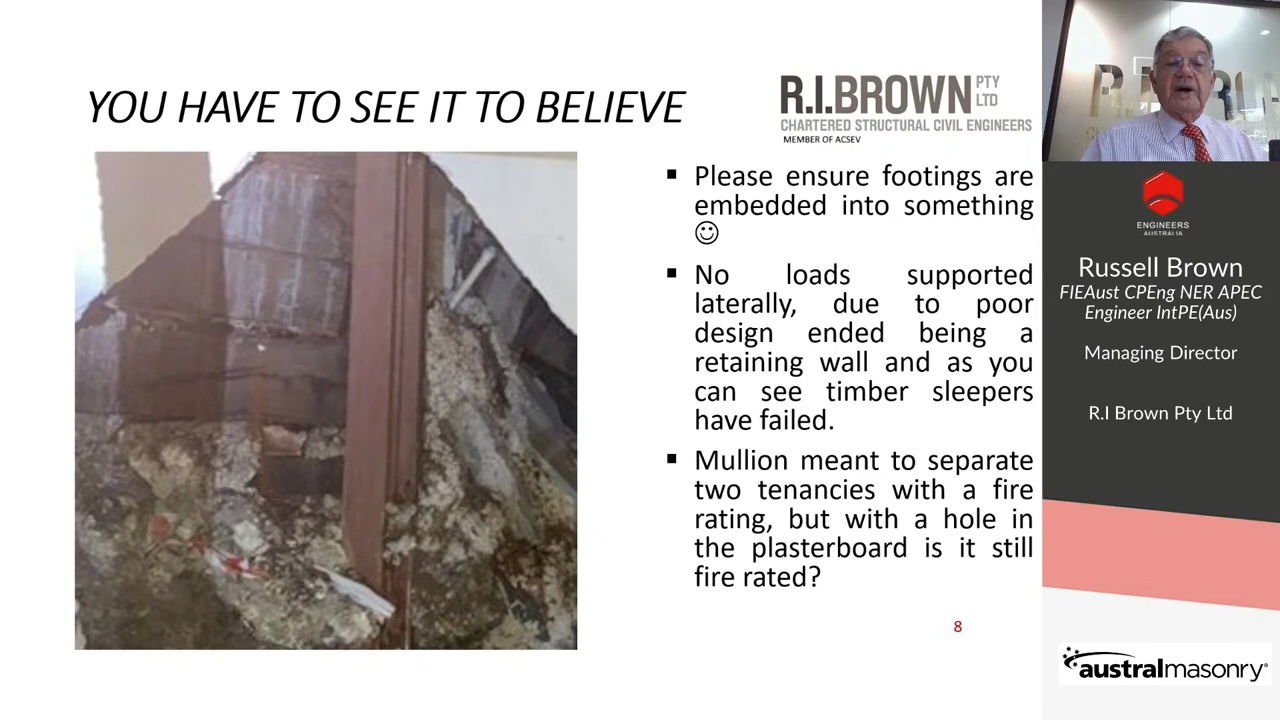 YOU HAVE TO SEE IT TO BELIEVE
R.I.BROWN PTY LTD
CHARTERED STRUCTURAL CIVIL ENGINEERS
MEMBER OF ACSEV
▪ Please ensure footings are
embedded into something
☺
▪ No loads supported
laterally, due to poor
design ended being a
retaining wall and as you
can see timber sleepers
have failed.
▪ Mullion meant to separate
two tenancies with a fire
rating, but with a hole in
the plasterboard is it still
fire rated?
8
ENGINEERS
AUSTRALIA
Russell Brown
FIEAust CPEng NER APEC
Engineer IntPE(Aus)
Managing Director
R.I Brown Pty Ltd
australmasonry®